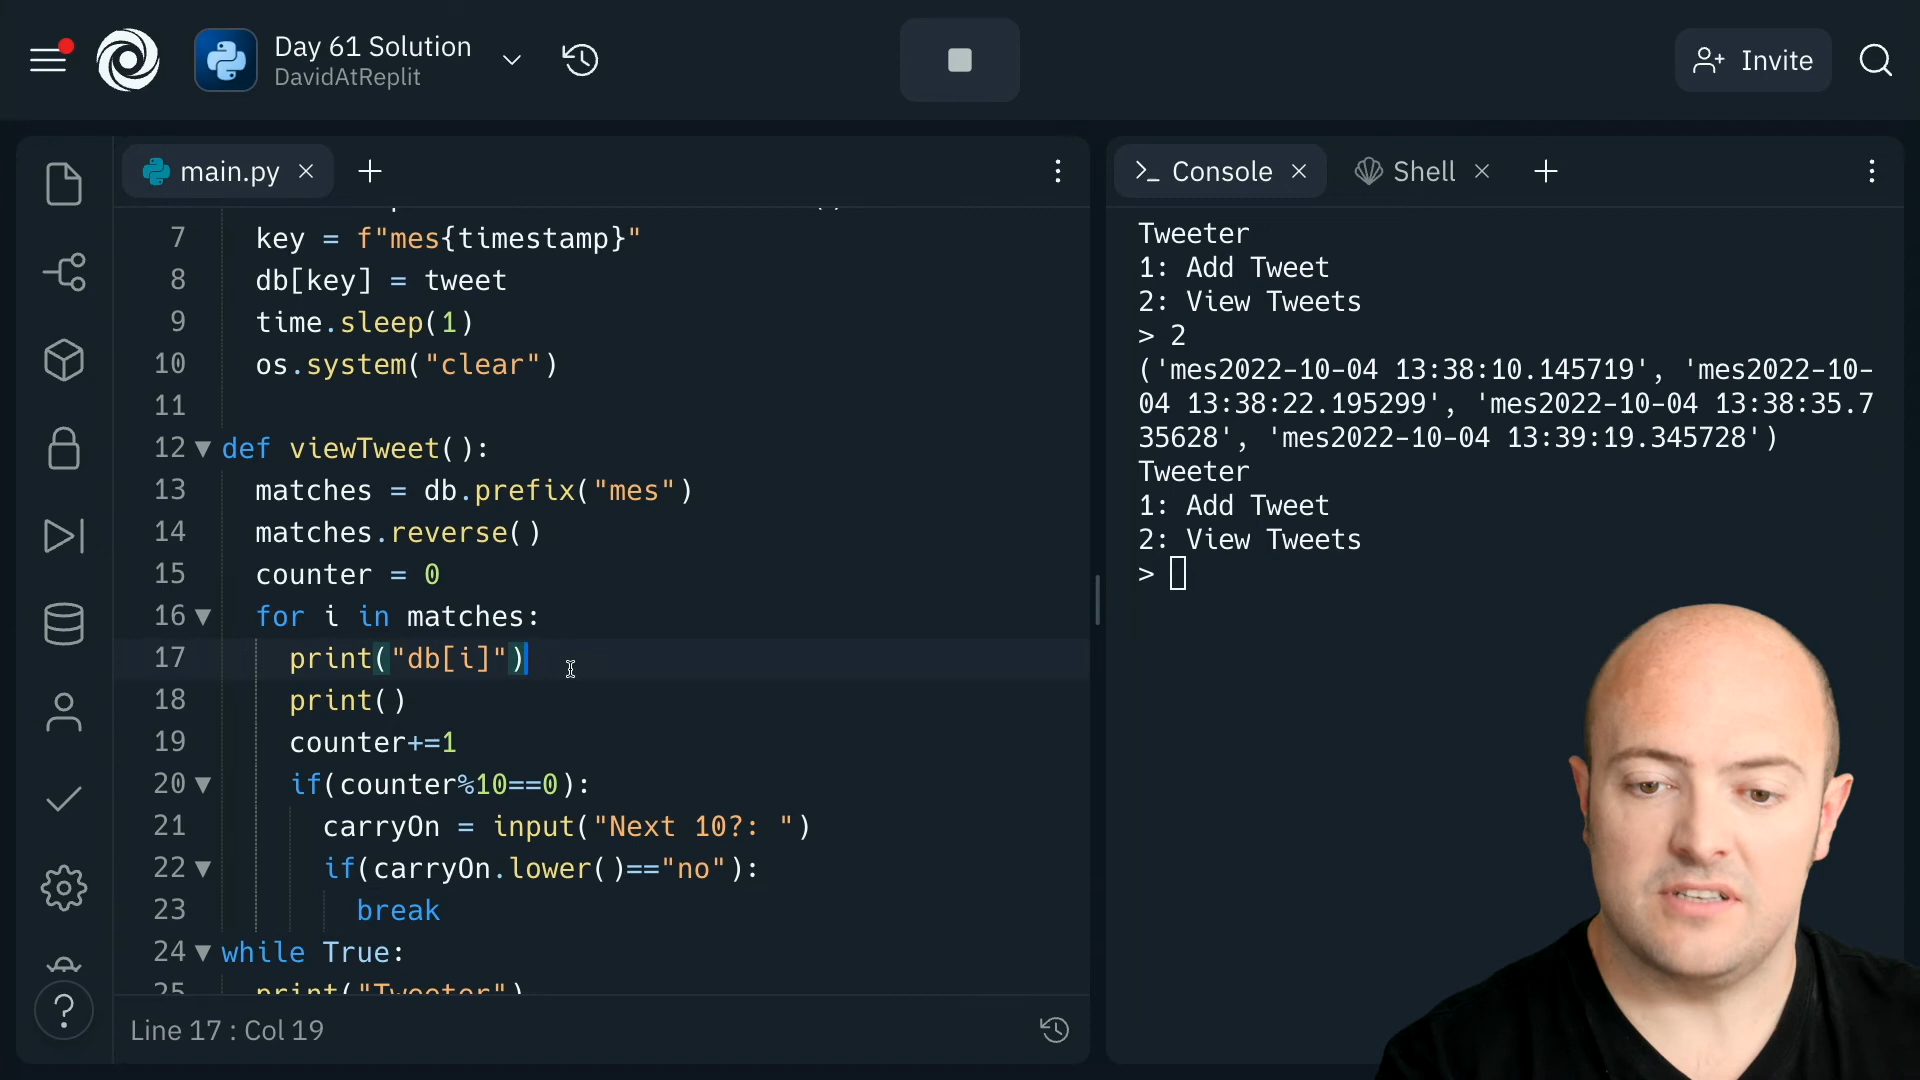 Day 61 Solution
DavidAtReplit
Invite
main.py
7 key = f"mes{timestamp}"
8 db[key] = tweet
9 time.sleep(1)
10 os.system("clear")
11
12 def viewTweet():
13 matches = db.prefix("mes")
14 matches.reverse()
15 counter = 0
16 for i in matches:
17 print("db[i]")
18 print()
19 counter+=1
20 if(counter%10==0):
21 carryOn = input("Next 10?: ")
22 if(carryOn.lower()=="no"):
23 break
24 while True:
25 print("Tweeter")
Line 17 : Col 19
Console
Shell
Tweeter
1: Add Tweet
2: View Tweets
> 2
('mes2022-10-04 13:38:10.145719', 'mes2022-10-
04 13:38:22.195299', 'mes2022-10-04 13:38:35.7
35628', 'mes2022-10-04 13:39:19.345728')
Tweeter
1: Add Tweet
2: View Tweets
>